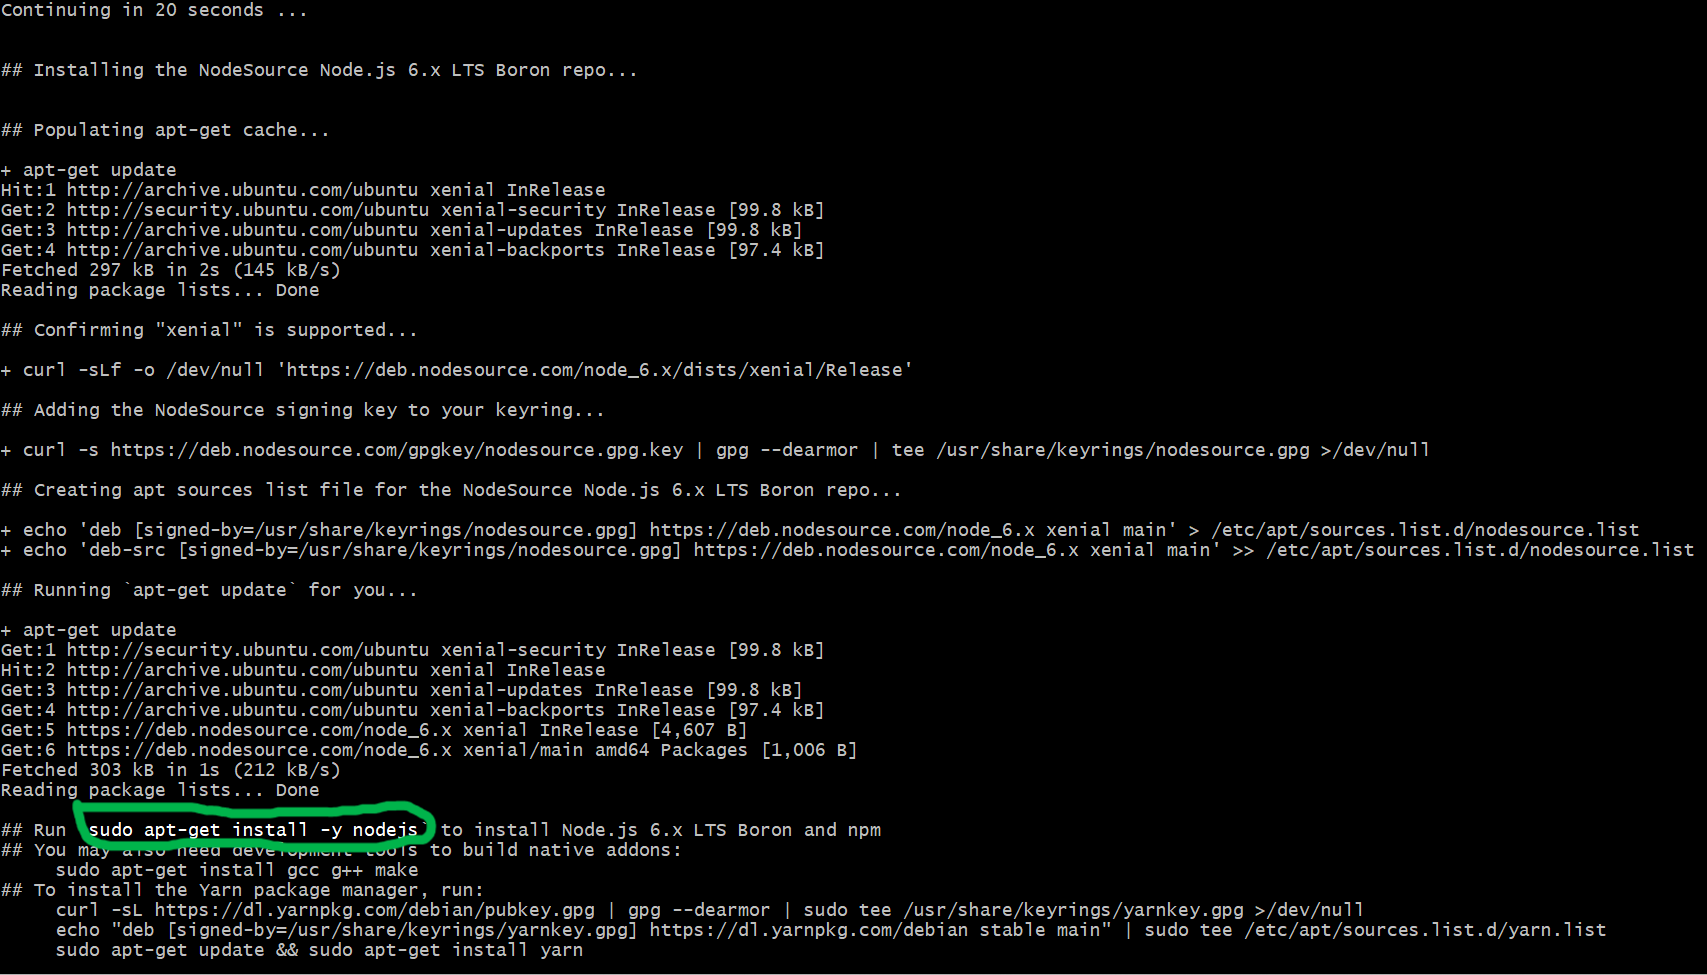 Continuing in 20 seconds ...
## Installing the NodeSource Node.js 6.x LTS Boron repo...
## Populating apt-get cache...
+ apt-get update
Hit:1 http://archive.ubuntu.com/ubuntu xenial InRelease
Get:2 http://security.ubuntu.com/ubuntu xenial-security InRelease [99.8 kB]
Get:3 http://archive.ubuntu.com/ubuntu xenial-updates InRelease [99.8 kB]
Get:4 http://archive.ubuntu.com/ubuntu xenial-backports InRelease [97.4 kB]
Fetched 297 kB in 2s (145 kB/s)
Reading package lists... Done
## Confirming "xenial" is supported...
+ curl -sLf -o /dev/null 'https://deb.nodesource.com/node_6.x/dists/xenial/Release'
## Adding the NodeSource signing key to your keyring...
+ curl -s https://deb.nodesource.com/gpgkey/nodesource.gpg.key | gpg --dearmor | tee /usr/share/keyrings/nodesource.gpg >/dev/null
## Creating apt sources list file for the NodeSource Node.js 6.x LTS Boron repo...
+ echo 'deb [signed-by=/usr/share/keyrings/nodesource.gpg] https://deb.nodesource.com/node_6.x xenial main' > /etc/apt/sources.list.d/nodesource.list
+ echo 'deb-src [signed-by=/usr/share/keyrings/nodesource.gpg] https://deb.nodesource.com/node_6.x xenial main' >> /etc/apt/sources.list.d/nodesource.list
## Running `apt-get update` for you...
+ apt-get update
Get:1 http://security.ubuntu.com/ubuntu xenial-security InRelease [99.8 kB]
Hit:2 http://archive.ubuntu.com/ubuntu xenial InRelease
Get:3 http://archive.ubuntu.com/ubuntu xenial-updates InRelease [99.8 kB]
Get:4 http://archive.ubuntu.com/ubuntu xenial-backports InRelease [97.4 kB]
Get:5 https://deb.nodesource.com/node_6.x xenial InRelease [4,607 B]
Get:6 https://deb.nodesource.com/node_6.x xenial/main amd64 Packages [1,006 B]
Fetched 303 kB in 1s (212 kB/s)
Reading package lists... Done
## Run `sudo apt-get install -y nodejs` to install Node.js 6.x LTS Boron and npm
## You may also need development tools to build native addons:
sudo apt-get install gcc g++ make
## To install the Yarn package manager, run:
curl -sL https://dl.yarnpkg.com/debian/pubkey.gpg | gpg --dearmor | sudo tee /usr/share/keyrings/yarnkey.gpg >/dev/null
echo "deb [signed-by=/usr/share/keyrings/yarnkey.gpg] https://dl.yarnpkg.com/debian stable main" | sudo tee /etc/apt/sources.list.d/yarn.list
sudo apt-get update && sudo apt-get install yarn